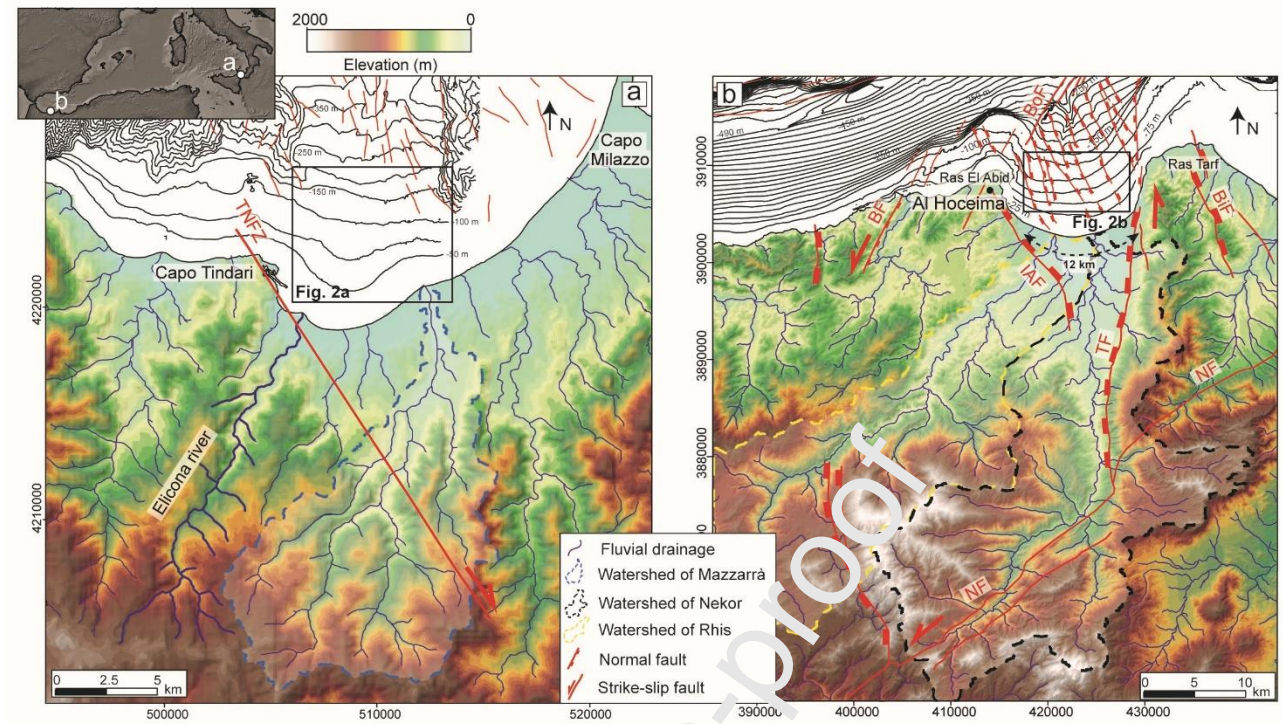 2000
0
Elevation (m)
a
b
a
N
Capo
Milazzo
-350 m
-250 m
-150 m
-100 m
-50 m
TNFZ
Capo Tindari
Fig. 2a
Elicona river
4220000
4210000
0 2.5 5
km
500000
510000
520000
b
N
BoF
-490 m
-100 m
-75 m
Ras El Abid
Al Hoceima
Ras Tarf
BF
BiF
Fig. 2b
12 km
IAF
TF
NF
NF
3910000
3900000
3890000
3880000
Fluvial drainage
Watershed of Mazzarrà
Watershed of Nekor
Watershed of Rhis
Normal fault
Strike-slip fault
-proof
0 5 10
km
390000
400000
410000
420000
430000